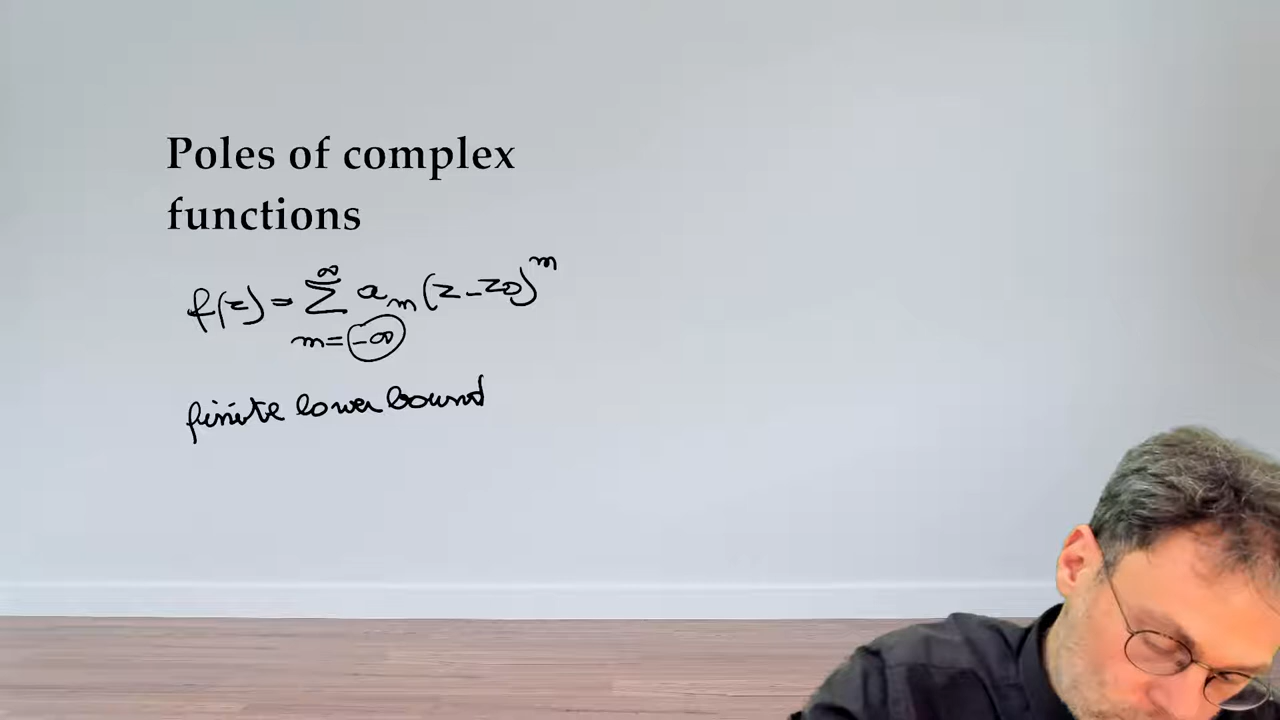 Poles of complex
functions
f(z) = ∞ Σ m=-∞ a_m (z-z0)^m
finite lower bound